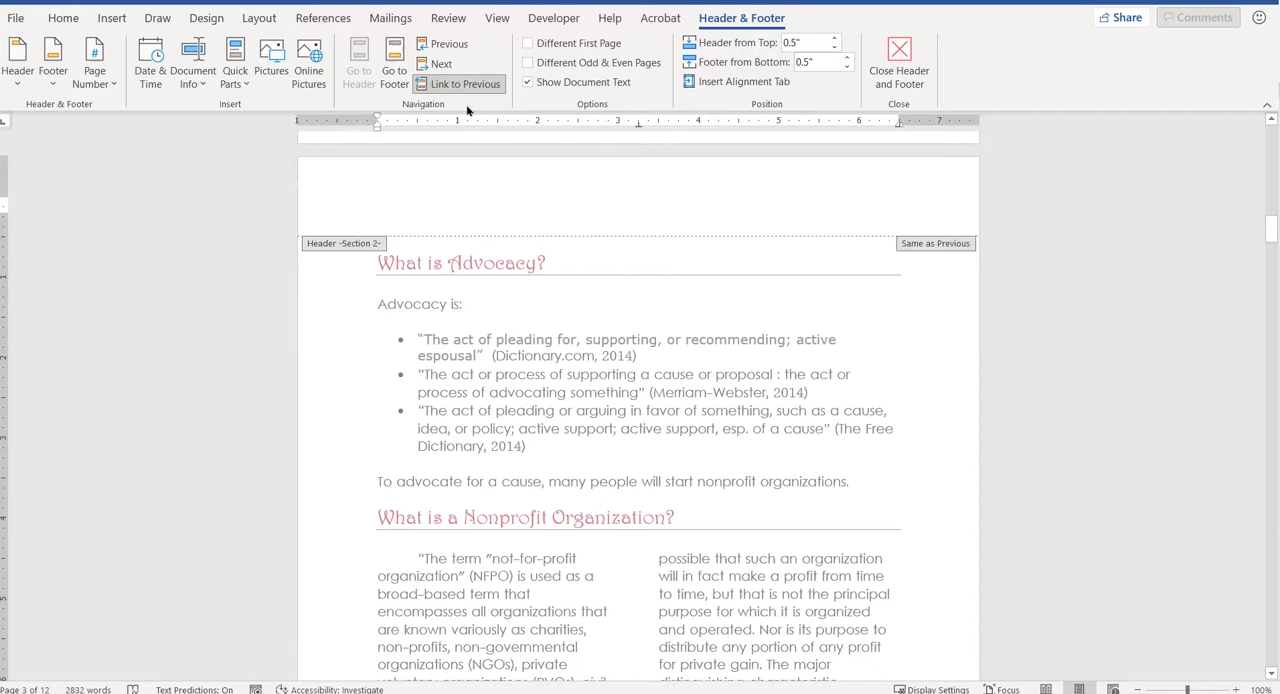 File Home Insert Draw Design Layout References Mailings Review View Developer Help Acrobat Header & Footer Share Comments
Header Footer Page Number
Header & Footer
Date & Time Document Info Quick Parts Pictures Online Pictures
Insert
Go to Header Go to Footer
Previous
Next
Link to Previous
Navigation
Different First Page
Different Odd & Even Pages
Show Document Text
Options
Header from Top: 0.5"
Footer from Bottom: 0.5"
Insert Alignment Tab
Position
Close Header and Footer
Close
1 1 2 3 4 5 6 7
Header -Section 2- Same as Previous
What is Advocacy?
Advocacy is:
• “The act of pleading for, supporting, or recommending; active
espousal” (Dictionary.com, 2014)
• “The act or process of supporting a cause or proposal : the act or
process of advocating something” (Merriam-Webster, 2014)
• “The act of pleading or arguing in favor of something, such as a cause,
idea, or policy; active support; active support, esp. of a cause” (The Free
Dictionary, 2014)
To advocate for a cause, many people will start nonprofit organizations.
What is a Nonprofit Organization?
“The term "not-for-profit
organization" (NFPO) is used as a
broad-based term that
encompasses all organizations that
are known variously as charities,
non-profits, non-governmental
organizations (NGOs), private
possible that such an organization
will in fact make a profit from time
to time, but that is not the principal
purpose for which it is organized
and operated. Nor is its purpose to
distribute any portion of any profit
for private gain. The major
Page 3 of 12 2832 words Text Predictions: On Accessibility: Investigate Display Settings Focus 100%